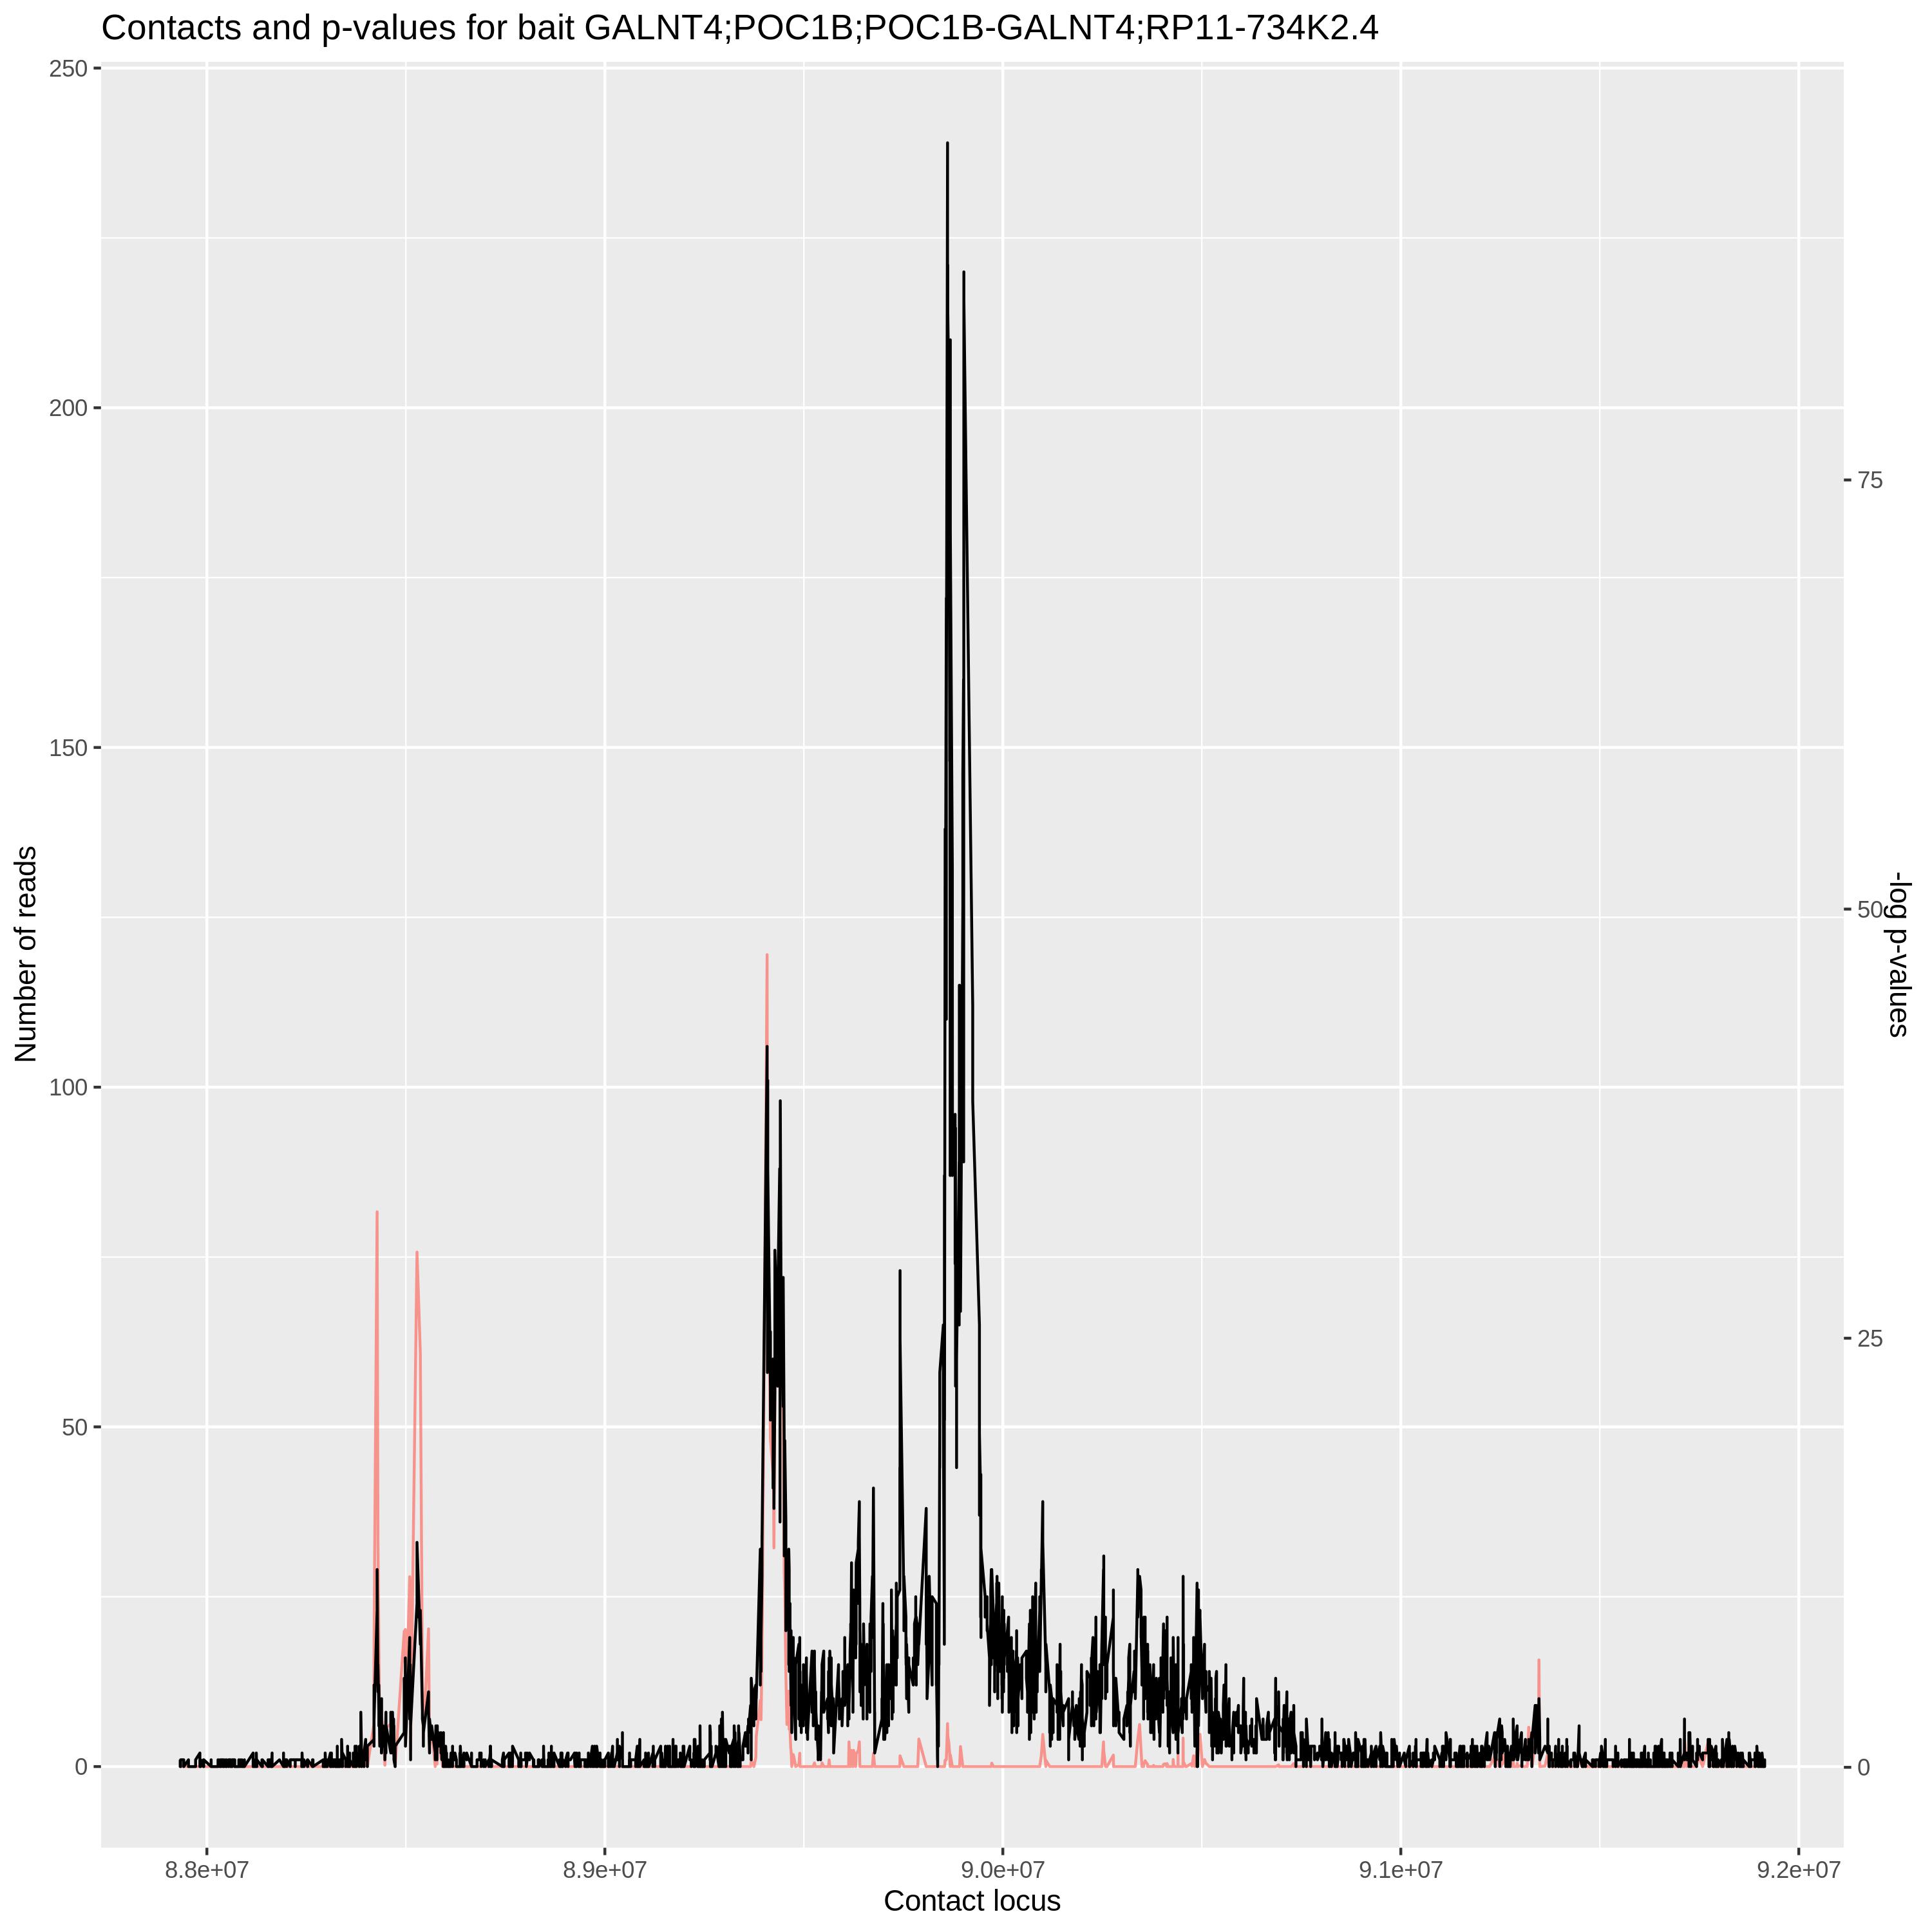 Contacts and p-values for bait GALNT4;POC1B;POC1B-GALNT4;RP11-734K2.4
250
200
150
100
50
0
Number of reads
75
50
25
0
-log p-values
8.8e+07
8.9e+07
9.0e+07
9.1e+07
9.2e+07
Contact locus